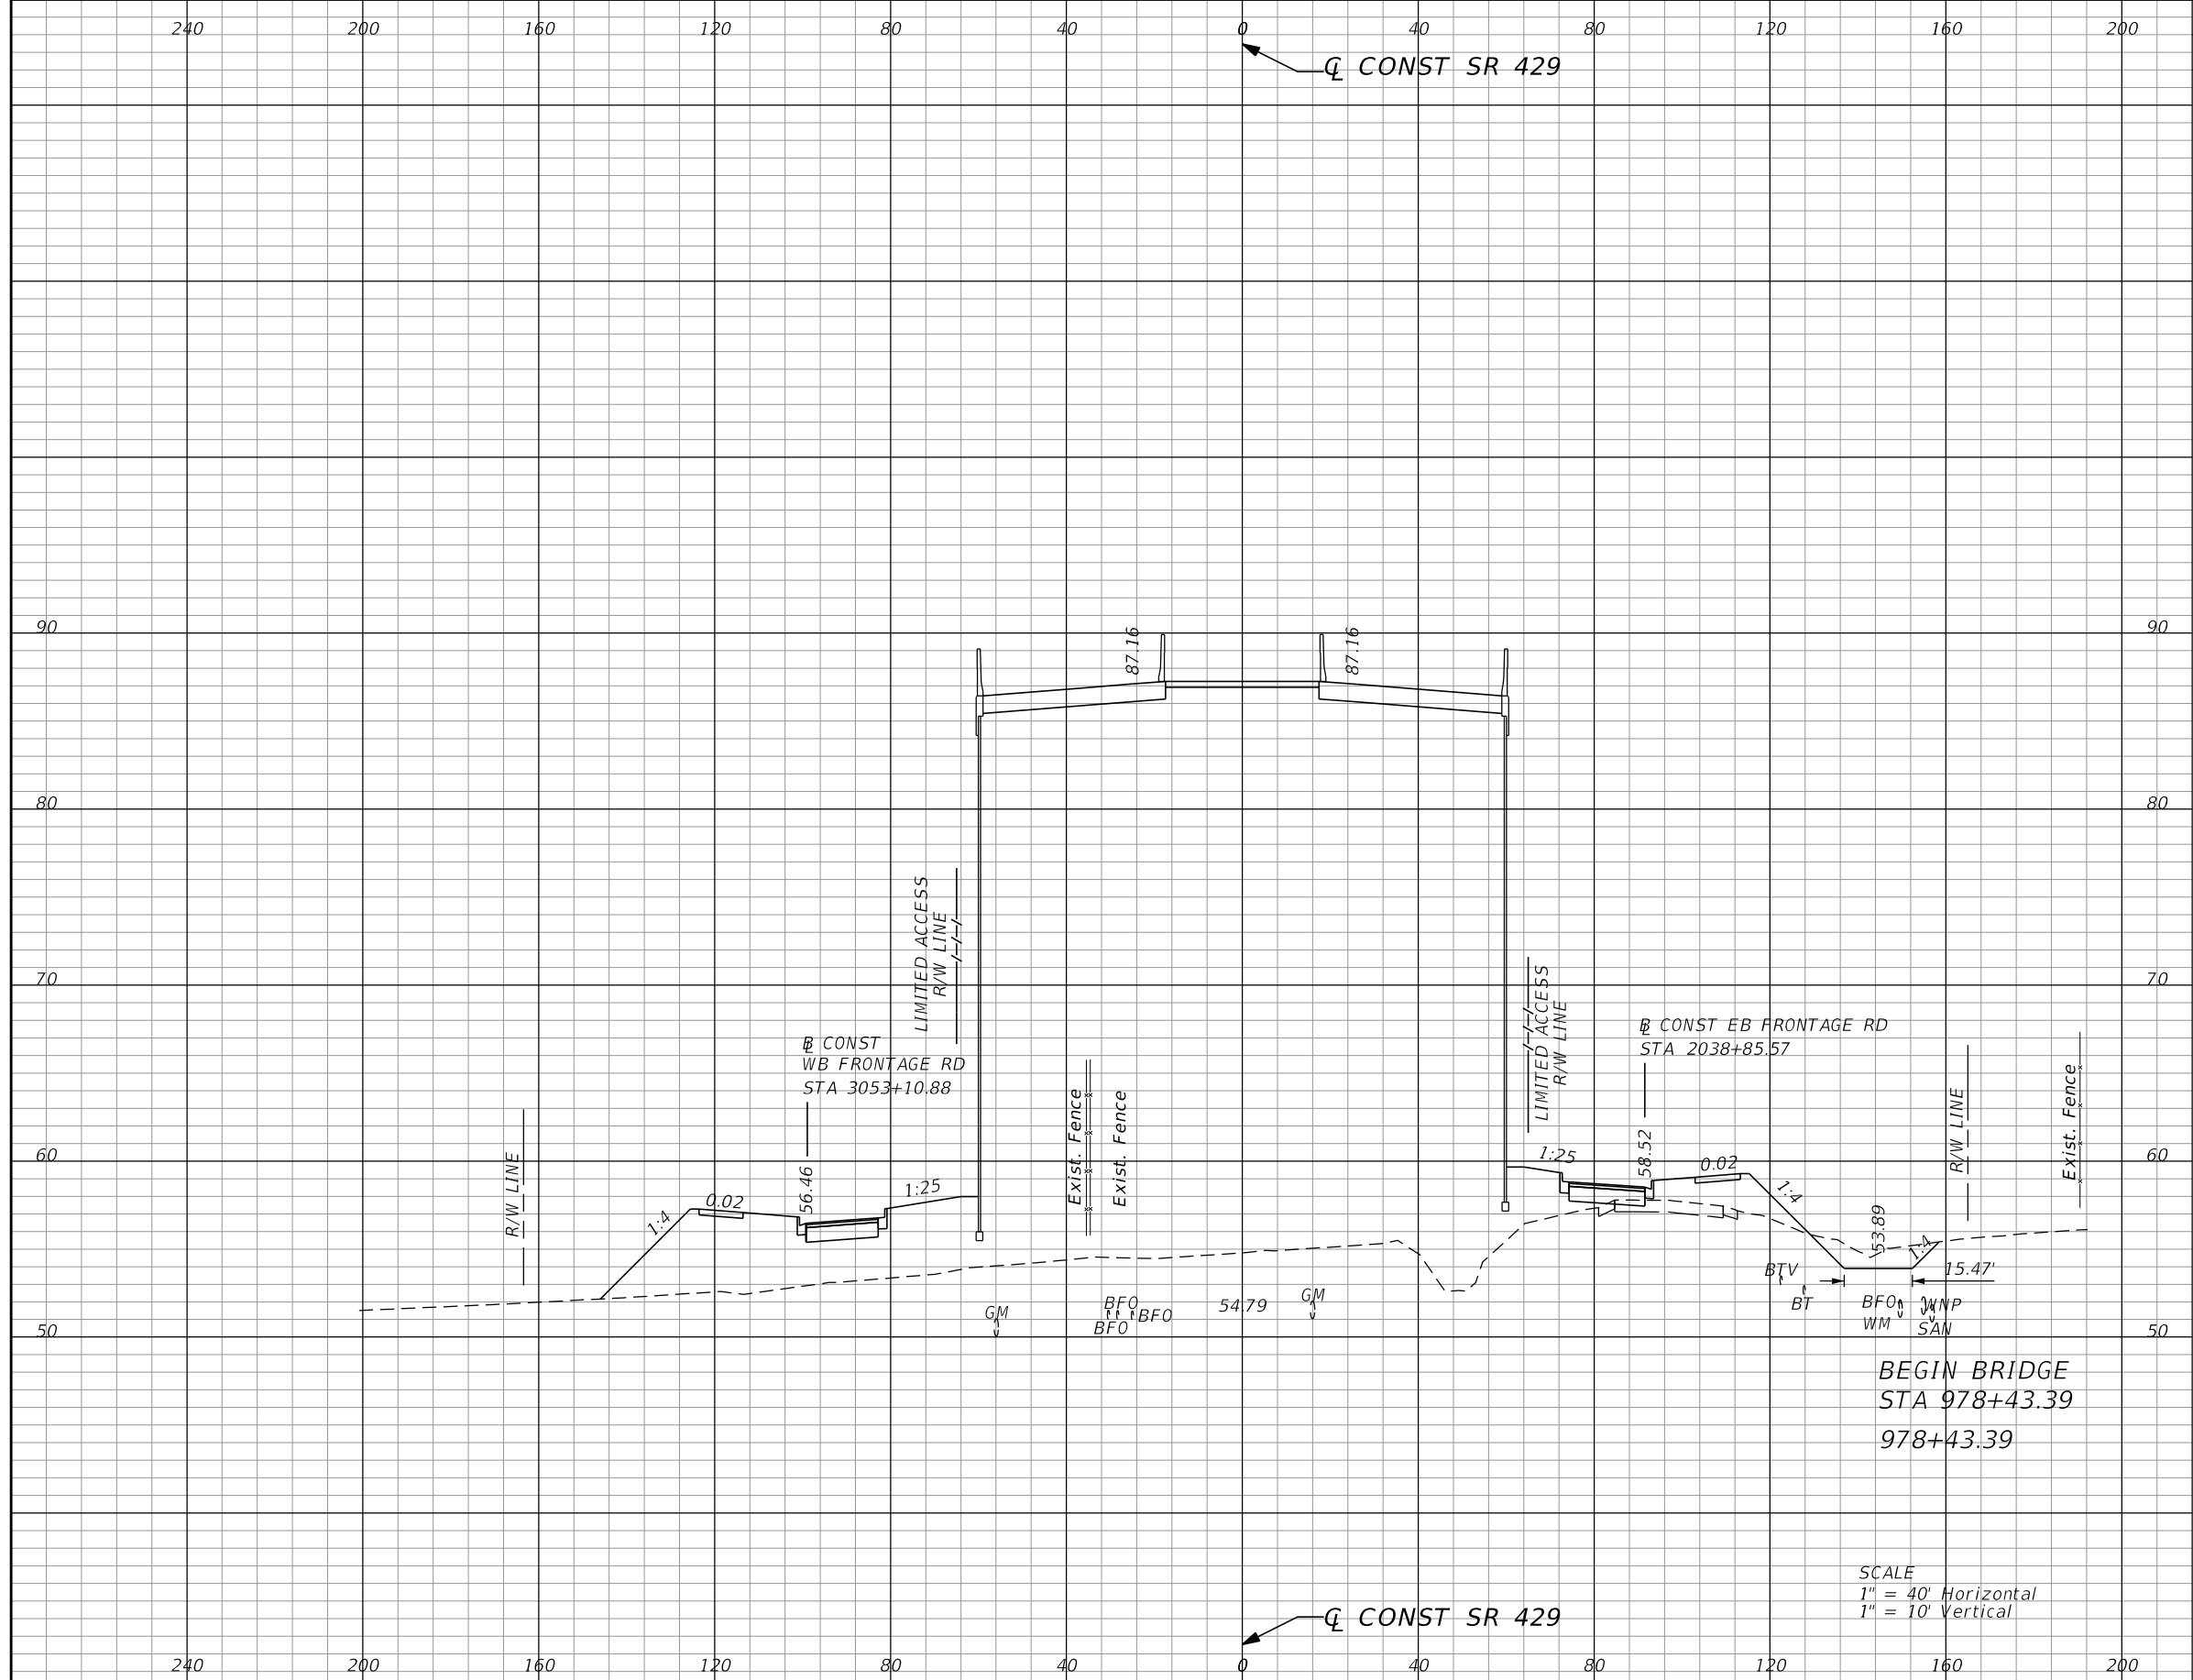 240 200 160 120 80 40 0 40 80 120 160 200
℄ CONST SR 429
90 90
87.16 87.16
80 80
LIMITED ACCESS
R/W LINE
70 70
LIMITED ACCESS
R/W LINE
B CONST
WB FRONTAGE RD
STA 3053+10.88
B CONST EB FRONTAGE RD
STA 2038+85.57
R/W LINE
Exist. Fence
Exist. Fence
R/W LINE
Exist. Fence
60 60
1:4
0.02
56.46
1:25
1:25
58.52
0.02
1:4
53.89
1:4
15.47'
BTV
BT
GM
BFO
BFO
BFO
54.79
GM
BFO
WM
WNP
SAN
50 50
BEGIN BRIDGE
STA 978+43.39
978+43.39
SCALE
1" = 40' Horizontal
1" = 10' Vertical
℄ CONST SR 429
240 200 160 120 80 40 0 40 80 120 160 200